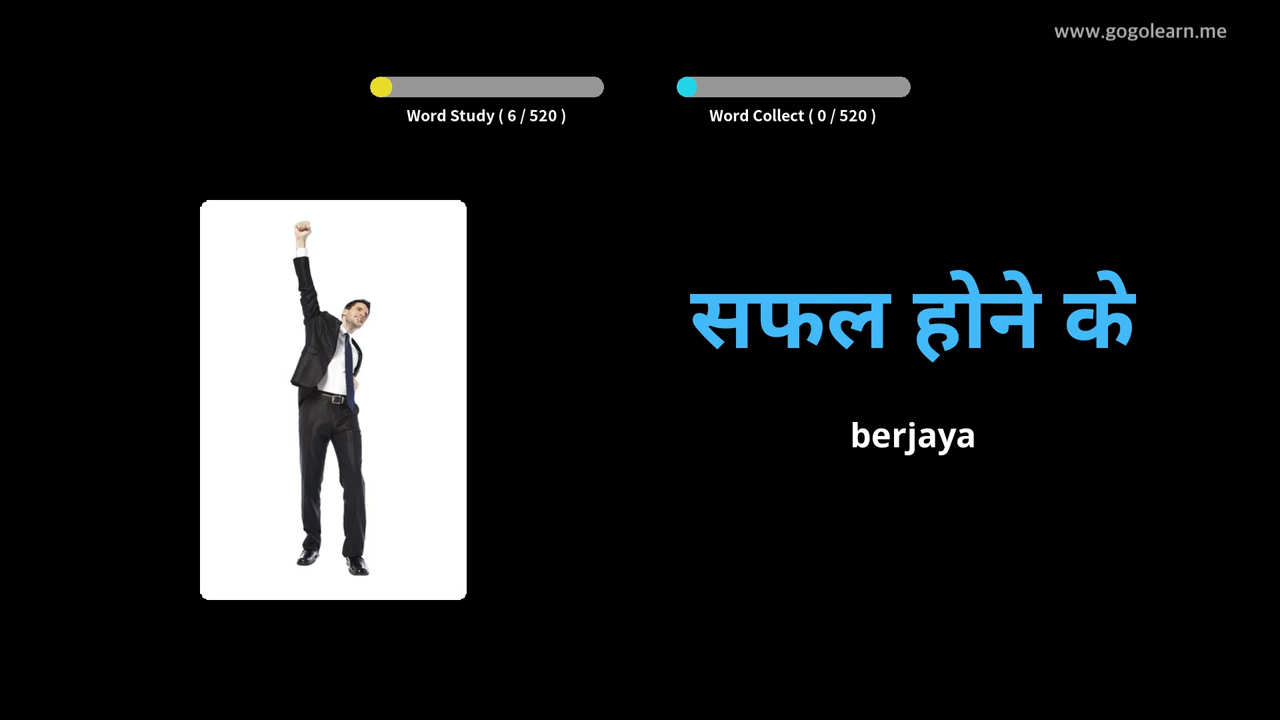 www.gogolearn.me
Word Study ( 6 / 520 )
Word Collect ( 0 / 520 )
सफल होने के
berjaya